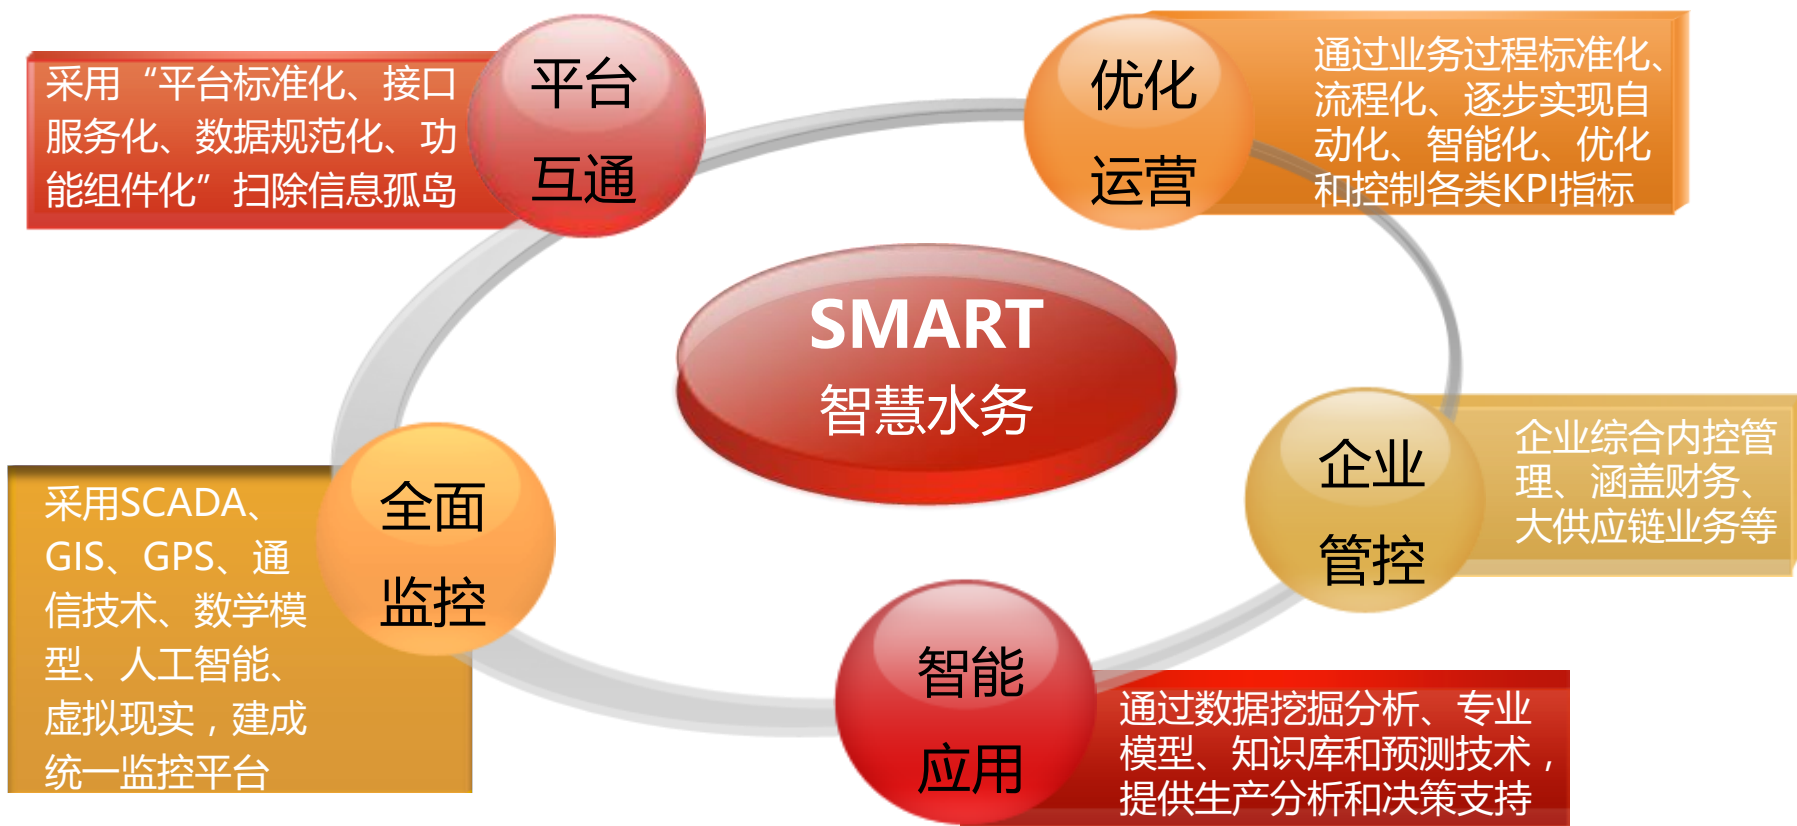 采用“平台标准化、接口
服务化、数据规范化、功
能组件化”扫除信息孤岛
平台
互通
优化
运营
通过业务过程标准化、
流程化、逐步实现自
动化、智能化、优化
和控制各类KPI指标
SMART
智慧水务
采用SCADA、
GIS、GPS、通
信技术、数学模
型、人工智能、
虚拟现实，建成
统一监控平台
全面
监控
企业
管控
企业综合内控管
理、涵盖财务、
大供应链业务等
智能
应用
通过数据挖掘分析、专业
模型、知识库和预测技术，
提供生产分析和决策支持